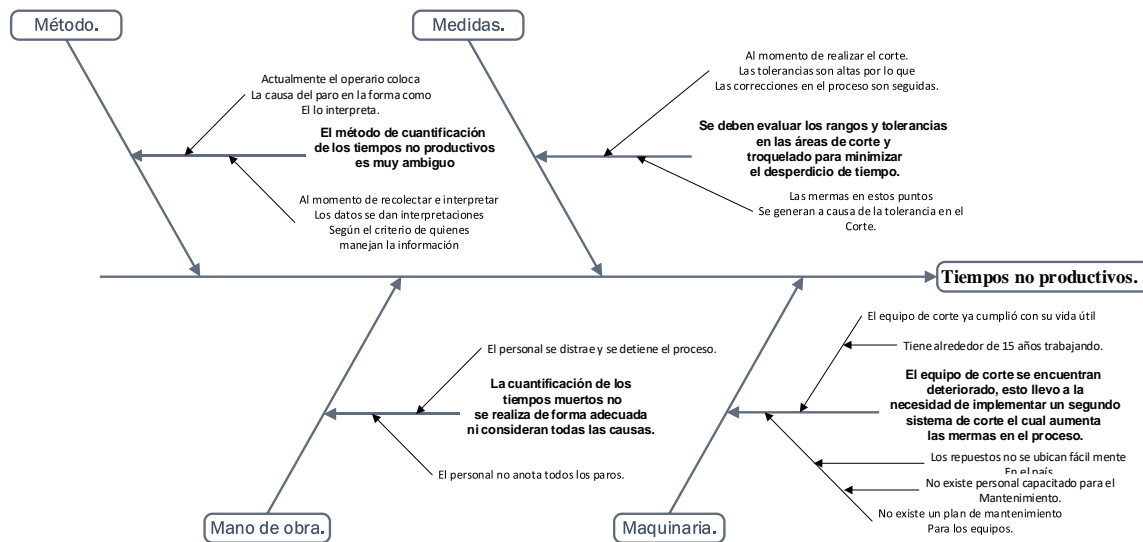 Método.
Medidas.
Actualmente el operario coloca
La causa del paro en la forma como
El lo interpreta.
El método de cuantificación
de los tiempos no productivos
es muy ambiguo
Al momento de recolectar e interpretar
Los datos se dan interpretaciones
Según el criterio de quienes
manejan la información
Al momento de realizar el corte.
Las tolerancias son altas por lo que
Las correcciones en el proceso son seguidas.
Se deben evaluar los rangos y tolerancias
en las áreas de corte y
troquelado para minimizar
el desperdicio de tiempo.
Las mermas en estos puntos
Se generan a causa de la tolerancia en el
Corte.
Tiempos no productivos.
El personal se distrae y se detiene el proceso.
La cuantificación de los
tiempos muertos no
se realiza de forma adecuada
ni consideran todas las causas.
El personal no anota todos los paros.
El equipo de corte ya cumplió con su vida útil
Tiene alrededor de 15 años trabajando.
El equipo de corte se encuentran
deteriorado, esto llevo a la
necesidad de implementar un segundo
sistema de corte el cual aumenta
las mermas en el proceso.
Los repuestos no se ubican fácil mente
En el país
No existe personal capacitado para el
Mantenimiento.
No existe un plan de mantenimiento
Para los equipos.
Mano de obra.
Maquinaria.